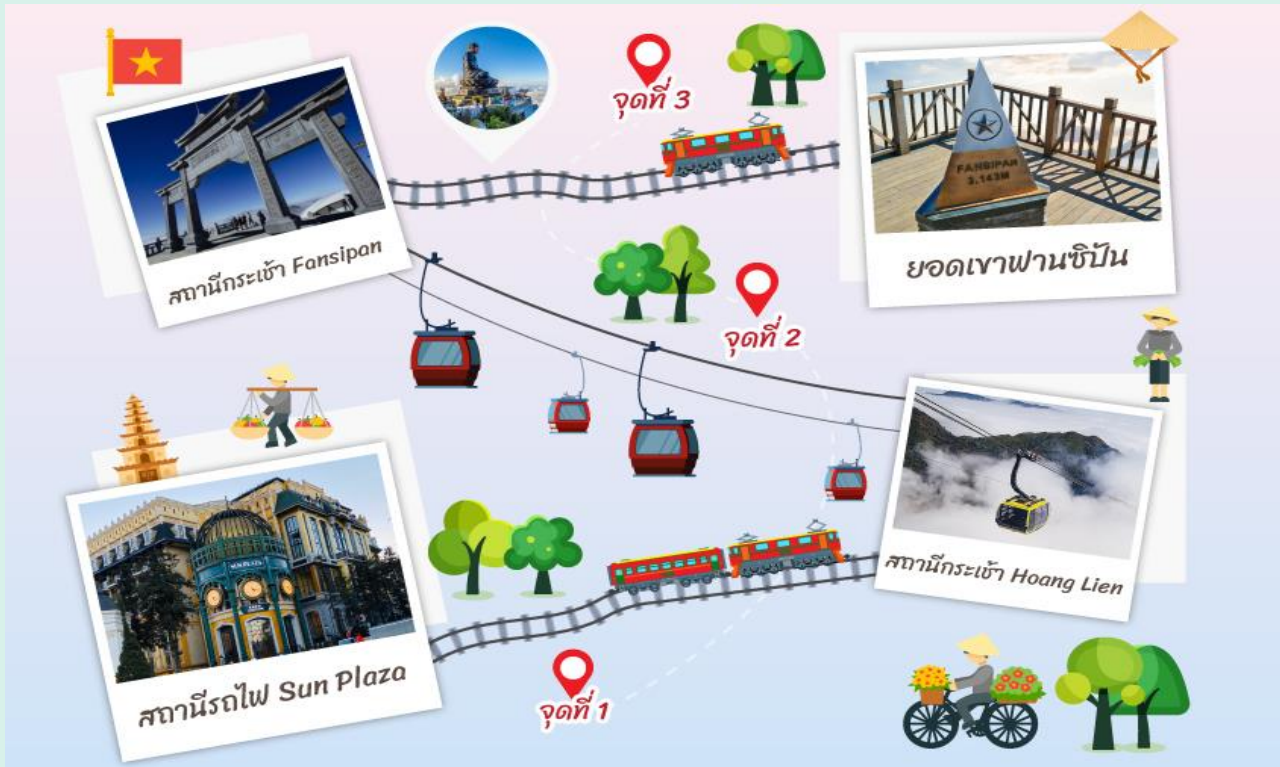 จุดที่ 3
FANSIPAN
3.143M
สถานีกระเช้า Fansipan
ยอดเขาฟานซิปัน
จุดที่ 2
SUN PLAZA
สถานีกระเช้า Hoang Lien
สถานีรถไฟ Sun Plaza
จุดที่ 1